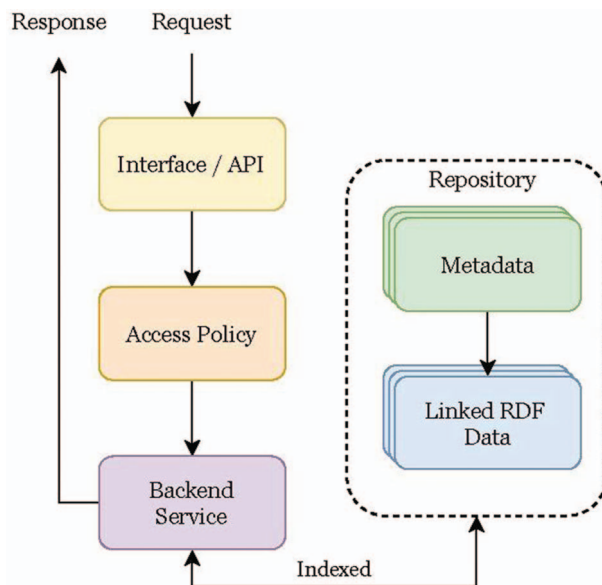 Response
Request
Interface / API
Repository
Metadata
Access Policy
Linked RDF
Data
Backend
Service
Indexed